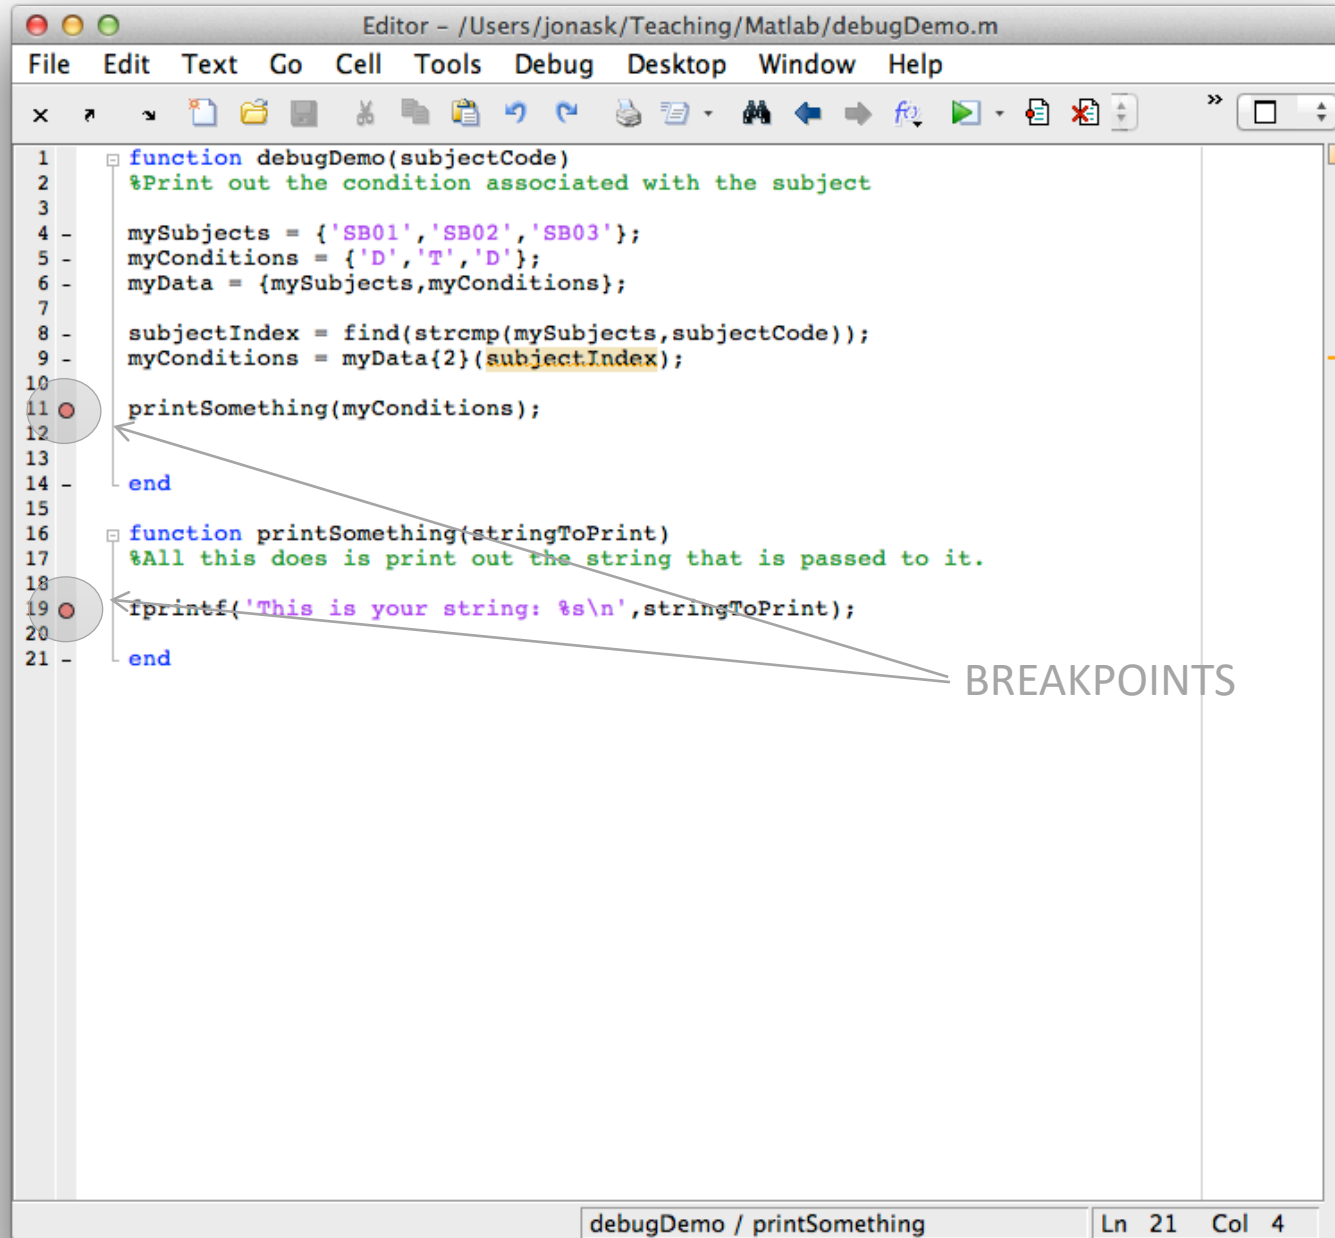 Editor – /Users/jonask/Teaching/Matlab/debugDemo.m
File Edit Text Go Cell Tools Debug Desktop Window Help
1 function debugDemo(subjectCode)
2 %Print out the condition associated with the subject
3
4 – mySubjects = {'SB01','SB02','SB03'};
5 – myConditions = {'D','T','D'};
6 – myData = {mySubjects,myConditions};
7
8 – subjectIndex = find(strcmp(mySubjects,subjectCode));
9 – myConditions = myData{2}(subjectIndex);
10
11 printSomething(myConditions);
12
13
14 – end
15
16 function printSomething(stringToPrint)
17 %All this does is print out the string that is passed to it.
18
19 fprintf('This is your string: %s\n',stringToPrint);
20
21 – end
BREAKPOINTS
debugDemo / printSomething Ln 21 Col 4